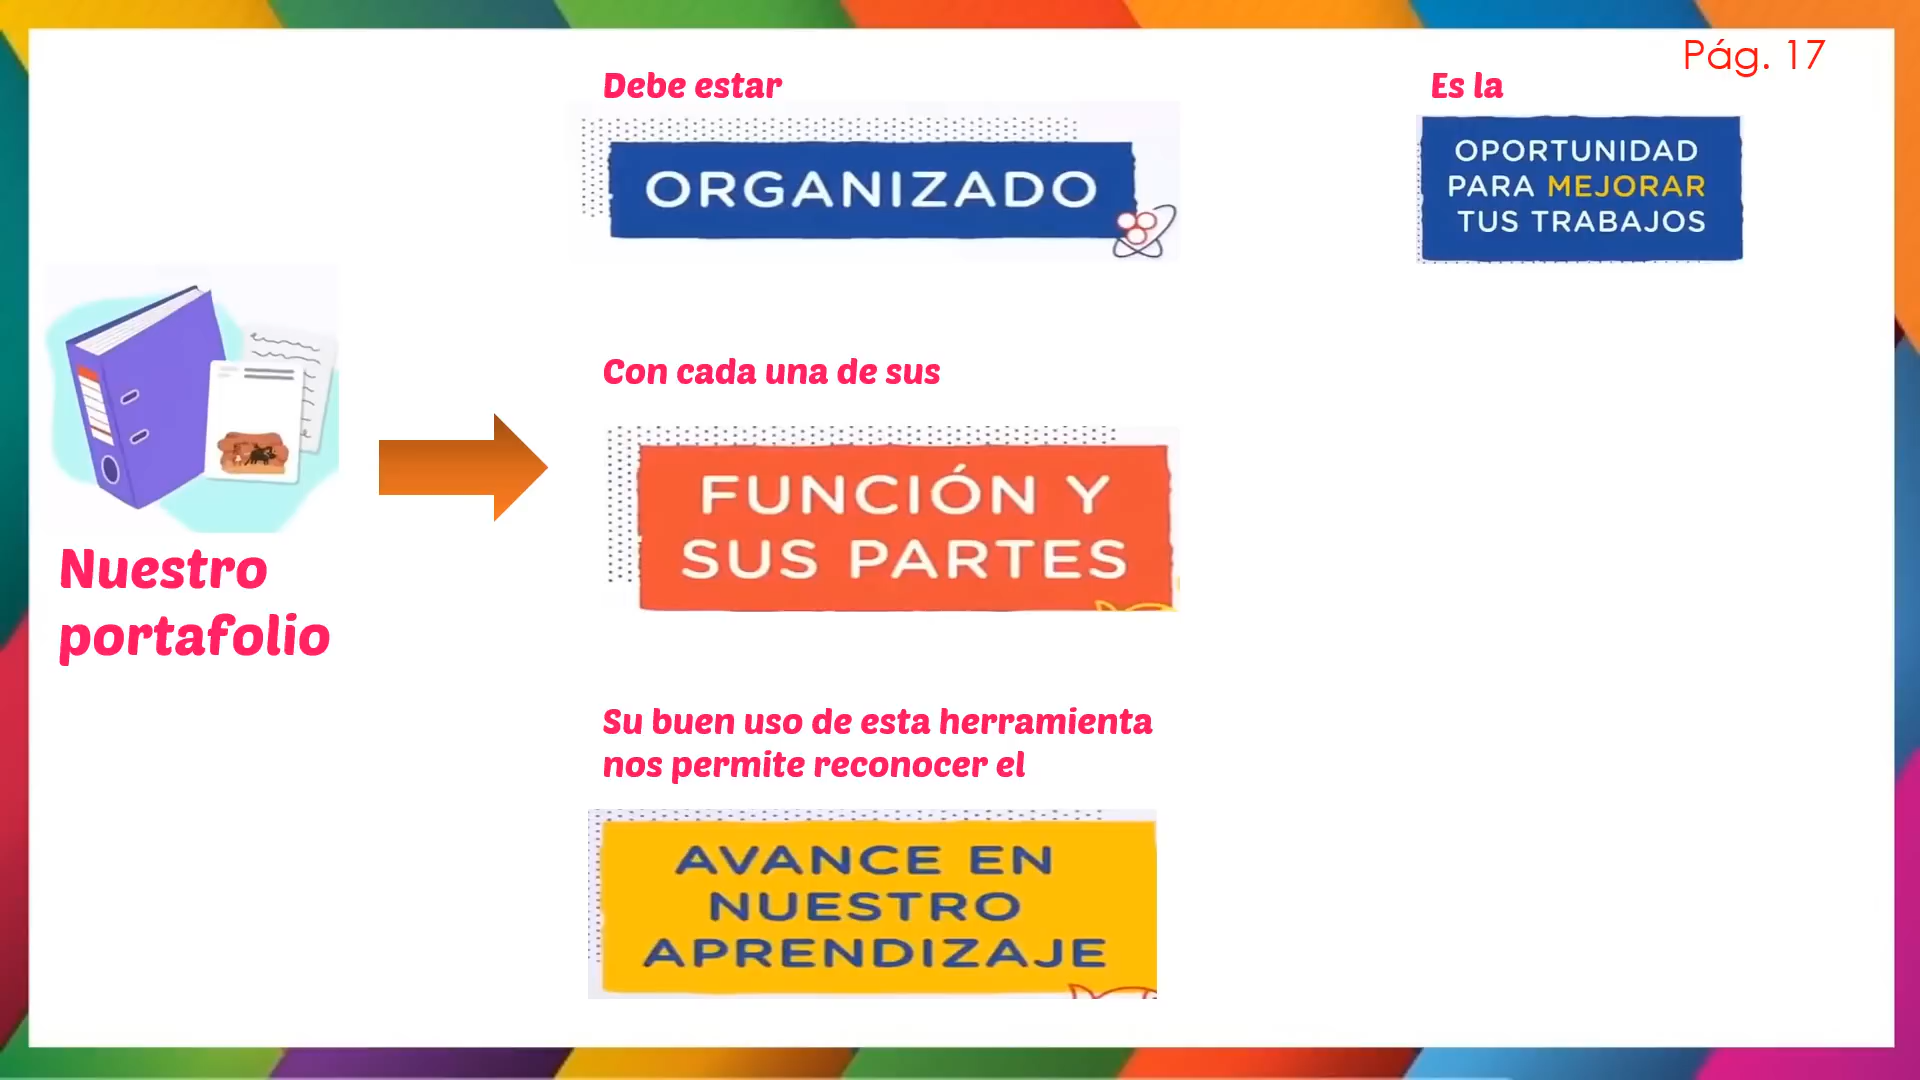 Pág. 17
Nuestro
portafolio
Debe estar
ORGANIZADO
Con cada una de sus
FUNCIÓN Y
SUS PARTES
Su buen uso de esta herramienta
nos permite reconocer el
AVANCE EN
NUESTRO
APRENDIZAJE
Es la
OPORTUNIDAD
PARA MEJORAR
TUS TRABAJOS